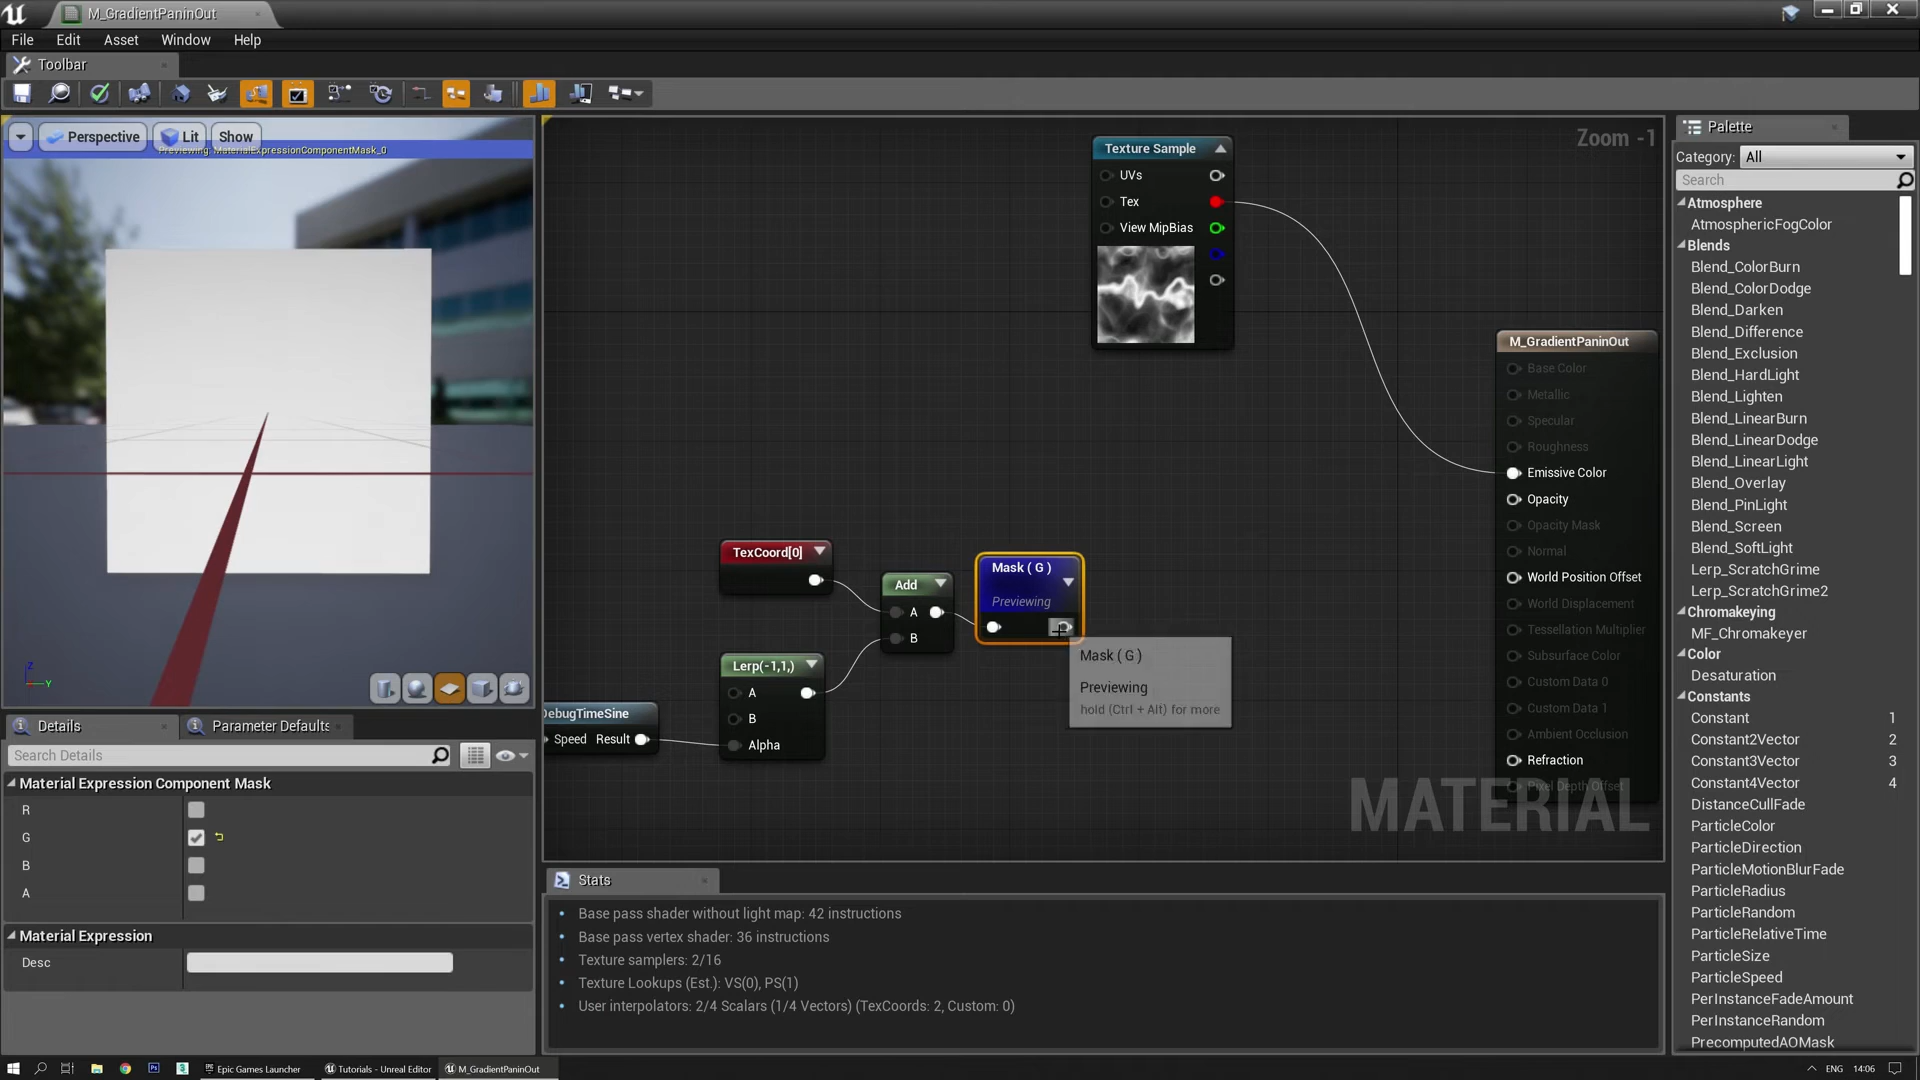 M_GradientPaninOut
File Edit Asset Window Help
Toolbar
Perspective Lit Show
Previewing: MaterialExpressionComponentMask_0
Z
Y
Zoom -1
Texture Sample
UVs
Tex
View MipBias
M_GradientPaninOut
Base Color
Metallic
Specular
Roughness
Emissive Color
Opacity
Opacity Mask
Normal
World Position Offset
World Displacement
Tessellation Multiplier
Subsurface Color
Custom Data 0
Custom Data 1
Ambient Occlusion
Refraction
Pixel Depth Offset
TexCoord[0]
Add
A
B
Mask ( G )
Previewing
Lerp(-1,1,)
A
B
Alpha
DebugTimeSine
Speed Result
Mask ( G )
Previewing
hold (Ctrl + Alt) for more
MATERIAL
Details
Parameter Defaults
Search Details
Material Expression Component Mask
R
G
B
A
Material Expression
Desc
Stats
Base pass shader without light map: 42 instructions
Base pass vertex shader: 36 instructions
Texture samplers: 2/16
Texture Lookups (Est.): VS(0), PS(1)
User interpolators: 2/4 Scalars (1/4 Vectors) (TexCoords: 2, Custom: 0)
Palette
Category: All
Search
Atmosphere
AtmosphericFogColor
Blends
Blend_ColorBurn
Blend_ColorDodge
Blend_Darken
Blend_Difference
Blend_Exclusion
Blend_HardLight
Blend_Lighten
Blend_LinearBurn
Blend_LinearDodge
Blend_LinearLight
Blend_Overlay
Blend_PinLight
Blend_Screen
Blend_SoftLight
Lerp_ScratchGrime
Lerp_ScratchGrime2
Chromakeying
MF_Chromakeyer
Color
Desaturation
Constants
Constant 1
Constant2Vector 2
Constant3Vector 3
Constant4Vector 4
DistanceCullFade
ParticleColor
ParticleDirection
ParticleMotionBlurFade
ParticleRadius
ParticleRandom
ParticleRelativeTime
ParticleSize
ParticleSpeed
PerInstanceFadeAmount
PerInstanceRandom
PrecomputedAOMask
Epic Games Launcher
Tutorials - Unreal Editor
M_GradientPaninOut
ENG 14:06